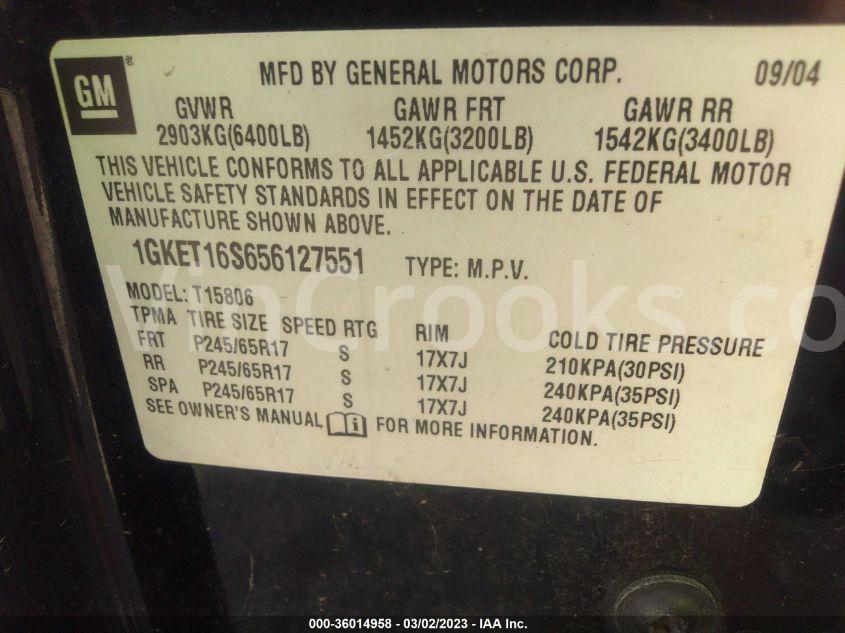 GM®
MFD BY GENERAL MOTORS CORP. 09/04
GVWR GAWR FRT GAWR RR
2903KG(6400LB) 1452KG(3200LB) 1542KG(3400LB)
THIS VEHICLE CONFORMS TO ALL APPLICABLE U.S. FEDERAL MOTOR
VEHICLE SAFETY STANDARDS IN EFFECT ON THE DATE OF
MANUFACTURE SHOWN ABOVE.
1GKET16S656127551 TYPE: M.P.V.
MODEL: T15806
TPMA TIRE SIZE SPEED RTG RIM COLD TIRE PRESSURE
FRT P245/65R17 S 17X7J 210KPA(30PSI)
RR P245/65R17 S 17X7J 240KPA(35PSI)
SPA P245/65R17 S 17X7J 240KPA(35PSI)
SEE OWNER'S MANUAL i FOR MORE INFORMATION.
VinCrooks.co
000-36014958 - 03/02/2023 - IAA Inc.